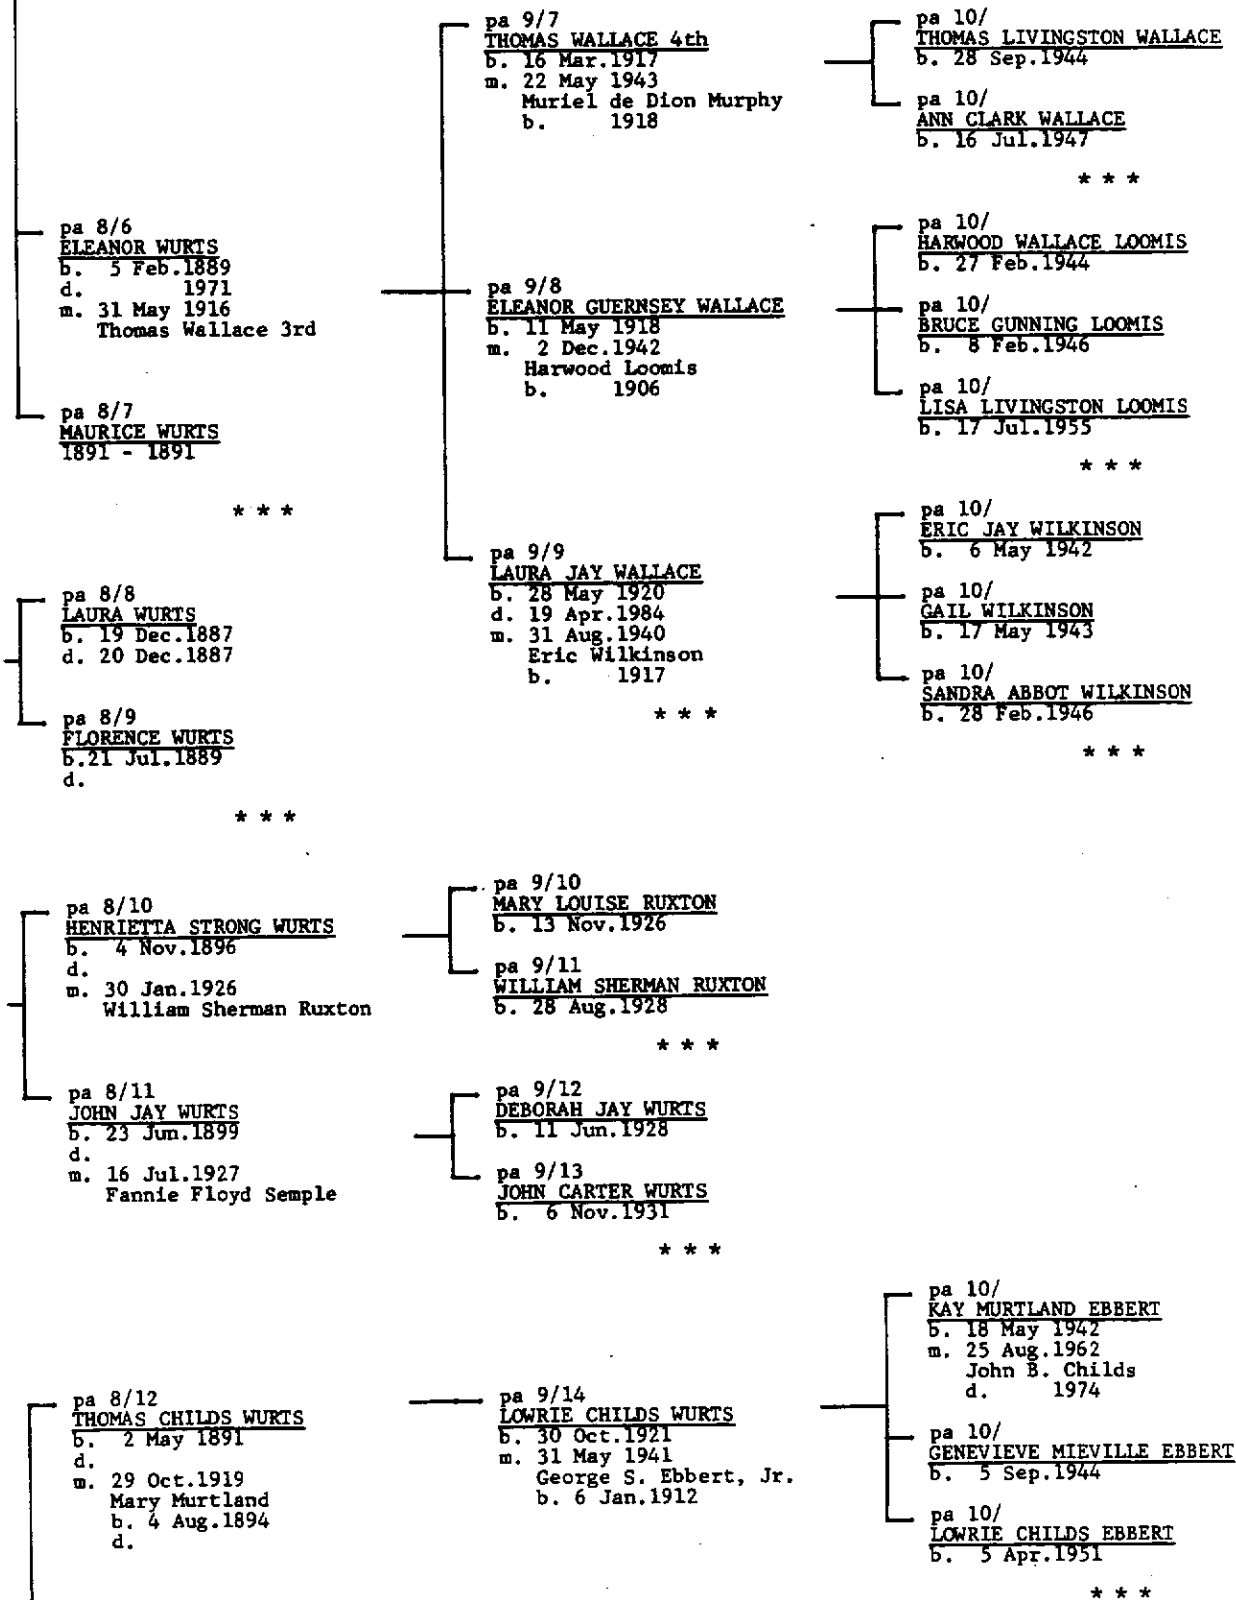 pa 8/6
ELEANOR WURTS
b. 5 Feb.1889
d. 1971
m. 31 May 1916
Thomas Wallace 3rd
pa 8/7
MAURICE WURTS
1891 - 1891
* * *
pa 8/8
LAURA WURTS
b. 19 Dec.1887
d. 20 Dec.1887
pa 8/9
FLORENCE WURTS
b.21 Jul.1889
d.
* * *
pa 8/10
HENRIETTA STRONG WURTS
b. 4 Nov.1896
d.
m. 30 Jan.1926
William Sherman Ruxton
pa 8/11
JOHN JAY WURTS
b. 23 Jun.1899
d.
m. 16 Jul.1927
Fannie Floyd Semple
pa 8/12
THOMAS CHILDS WURTS
b. 2 May 1891
d.
m. 29 Oct.1919
Mary Murtland
b. 4 Aug.1894
d.
pa 9/7
THOMAS WALLACE 4th
b. 16 Mar.1917
m. 22 May 1943
Muriel de Dion Murphy
b. 1918
pa 9/8
ELEANOR GUERNSEY WALLACE
b. 11 May 1918
m. 2 Dec.1942
Harwood Loomis
b. 1906
pa 9/9
LAURA JAY WALLACE
b. 28 May 1920
d. 19 Apr.1984
m. 31 Aug.1940
Eric Wilkinson
b. 1917
* * *
pa 9/10
MARY LOUISE RUXTON
b. 13 Nov.1926
pa 9/11
WILLIAM SHERMAN RUXTON
b. 28 Aug.1928
* * *
pa 9/12
DEBORAH JAY WURTS
b. 11 Jun.1928
pa 9/13
JOHN CARTER WURTS
b. 6 Nov.1931
* * *
pa 9/14
LOWRIE CHILDS WURTS
b. 30 Oct.1921
m. 31 May 1941
George S. Ebbert, Jr.
b. 6 Jan.1912
pa 10/
THOMAS LIVINGSTON WALLACE
b. 28 Sep.1944
pa 10/
ANN CLARK WALLACE
b. 16 Jul.1947
* * *
pa 10/
HARWOOD WALLACE LOOMIS
b. 27 Feb.1944
pa 10/
BRUCE GUNNING LOOMIS
b. 8 Feb.1946
pa 10/
LISA LIVINGSTON LOOMIS
b. 17 Jul.1955
* * *
pa 10/
ERIC JAY WILKINSON
b. 6 May 1942
pa 10/
GAIL WILKINSON
b. 17 May 1943
pa 10/
SANDRA ABBOT WILKINSON
b. 28 Feb.1946
* * *
pa 10/
KAY MURTLAND EBBERT
b. 18 May 1942
m. 25 Aug.1962
John B. Childs
d. 1974
pa 10/
GENEVIEVE MIEVILLE EBBERT
b. 5 Sep.1944
pa 10/
LOWRIE CHILDS EBBERT
b. 5 Apr.1951
* * *